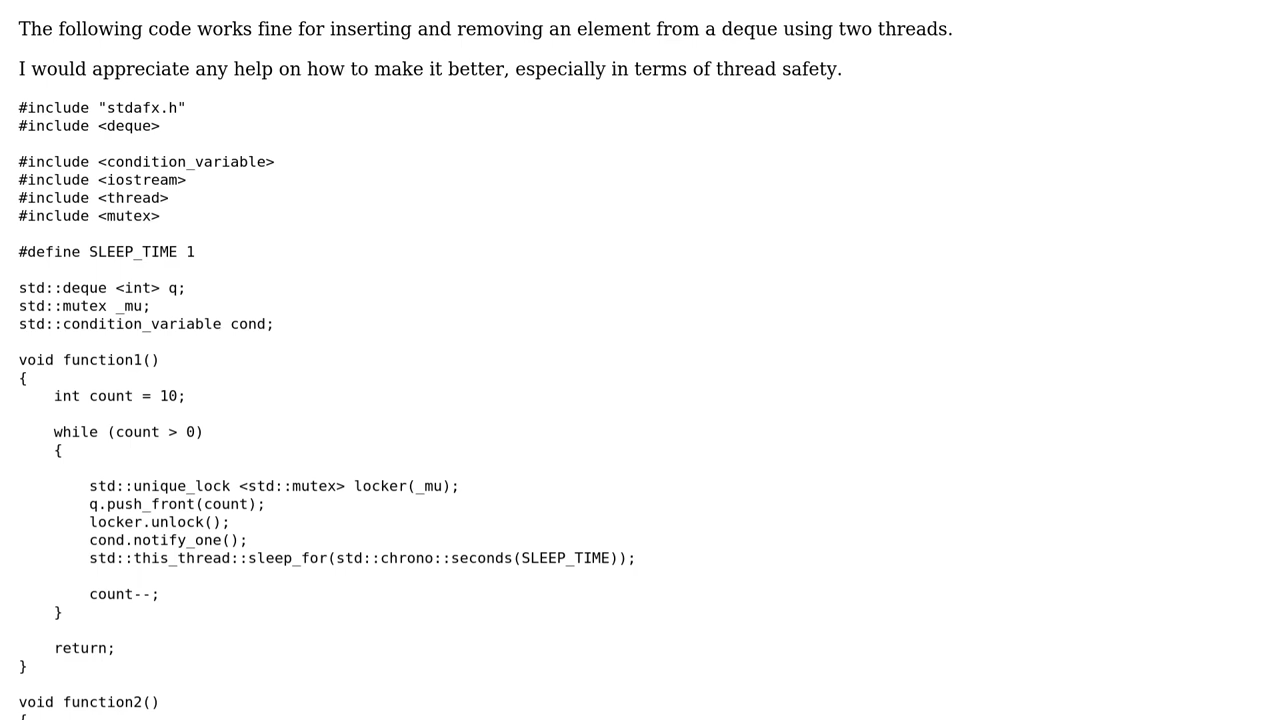 The following code works fine for inserting and removing an element from a deque using two threads.
I would appreciate any help on how to make it better, especially in terms of thread safety.
#include "stdafx.h"
#include <deque>
#include <condition_variable>
#include <iostream>
#include <thread>
#include <mutex>
#define SLEEP_TIME 1
std::deque <int> q;
std::mutex _mu;
std::condition_variable cond;
void function1()
{
    int count = 10;
    while (count > 0)
    {
        std::unique_lock <std::mutex> locker(_mu);
        q.push_front(count);
        locker.unlock();
        cond.notify_one();
        std::this_thread::sleep_for(std::chrono::seconds(SLEEP_TIME));
        count--;
    }
    return;
}
void function2()
{